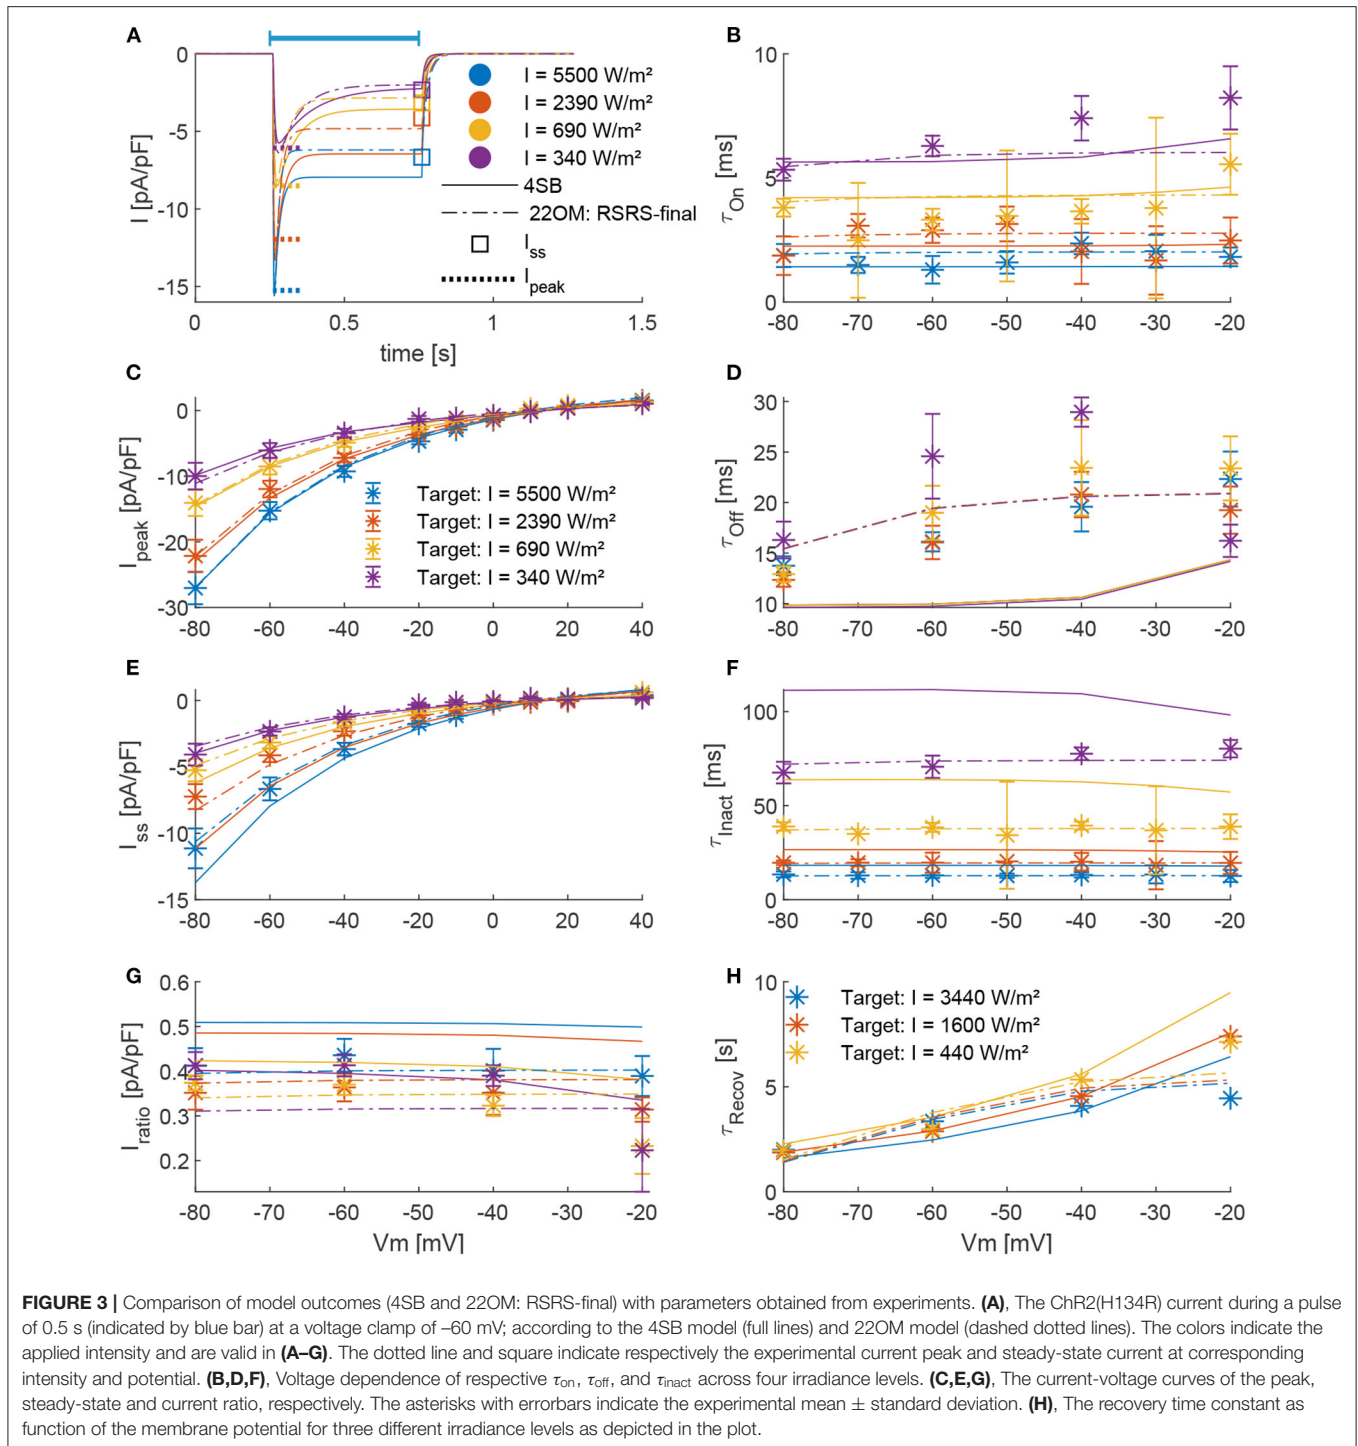 A
0
-5
-10
-15
I [pA/pF]
0
0.5
1
1.5
time [s]
I = 5500 W/m²
I = 2390 W/m²
I = 690 W/m²
I = 340 W/m²
4SB
22OM: RSRS-final
I_ss
I_peak
B
10
5
0
τ_On [ms]
-80 -70 -60 -50 -40 -30 -20
C
0
-10
-20
-30
I_peak [pA/pF]
Target: I = 5500 W/m²
Target: I = 2390 W/m²
Target: I = 690 W/m²
Target: I = 340 W/m²
-80 -60 -40 -20 0 20 40
D
30
25
20
15
10
τ_Off [ms]
-80 -70 -60 -50 -40 -30 -20
E
0
-5
-10
-15
I_ss [pA/pF]
-80 -60 -40 -20 0 20 40
F
100
50
0
τ_Inact [ms]
-80 -70 -60 -50 -40 -30 -20
G
0.6
0.5
0.4
0.3
0.2
I_ratio [pA/pF]
-80 -70 -60 -50 -40 -30 -20
Vm [mV]
H
10
5
0
τ_Recov [s]
Target: I = 3440 W/m²
Target: I = 1600 W/m²
Target: I = 440 W/m²
-80 -70 -60 -50 -40 -30 -20
Vm [mV]
FIGURE 3 | Comparison of model outcomes (4SB and 22OM: RSRS-final) with parameters obtained from experiments. (A), The ChR2(H134R) current during a pulse
of 0.5 s (indicated by blue bar) at a voltage clamp of –60 mV; according to the 4SB model (full lines) and 22OM model (dashed dotted lines). The colors indicate the
applied intensity and are valid in (A–G). The dotted line and square indicate respectively the experimental current peak and steady-state current at corresponding
intensity and potential. (B,D,F), Voltage dependence of respective τon, τoff, and τinact across four irradiance levels. (C,E,G), The current-voltage curves of the peak,
steady-state and current ratio, respectively. The asterisks with errorbars indicate the experimental mean ± standard deviation. (H), The recovery time constant as
function of the membrane potential for three different irradiance levels as depicted in the plot.